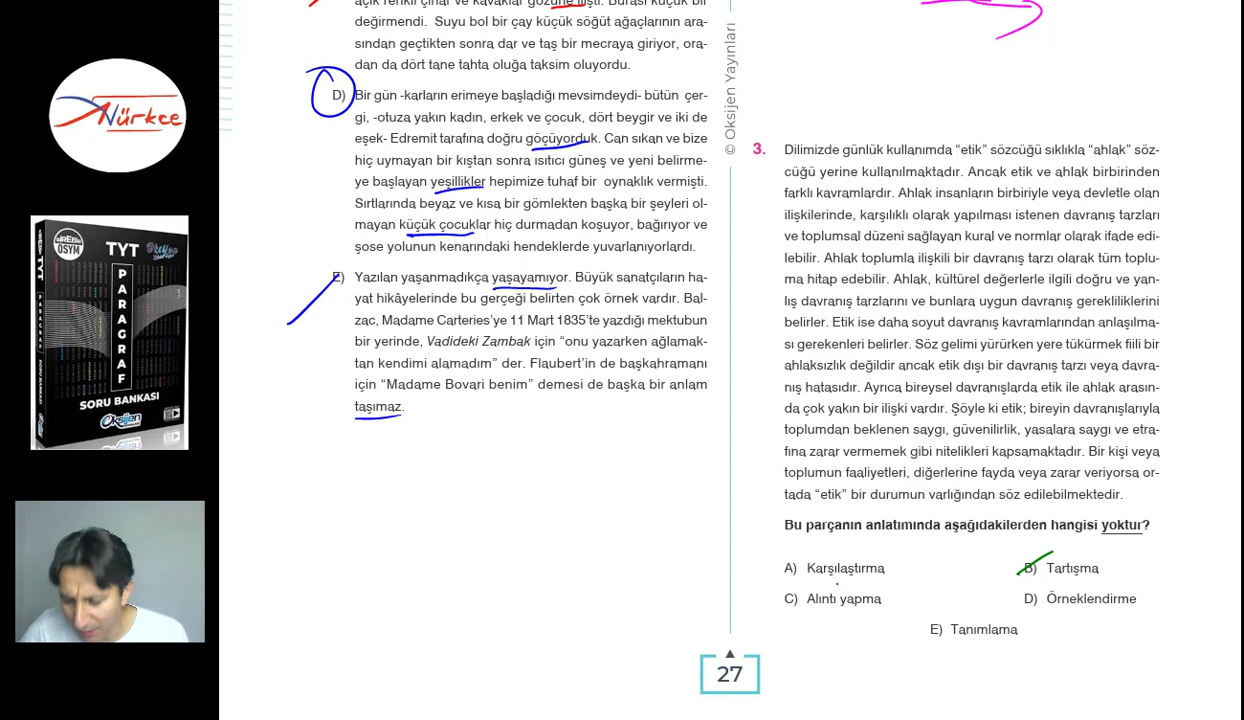 Nürkçe
BİREBİR
ÖSYM
TYT
PARAGRAF
SORU BANKASI
Oksijen
açık renkli çınar ve kavaklar gözüne ilişti. Burası küçük bir
değirmendi. Suyu bol bir çay küçük söğüt ağaçlarının ara-
sından geçtikten sonra dar ve taş bir mecraya giriyor, ora-
dan da dört tane tahta oluğa taksim oluyordu.
D) Bir gün -karların erimeye başladığı mevsimdeydi- bütün çer-
gi, -otuza yakın kadın, erkek ve çocuk, dört beygir ve iki de
eşek- Edremit tarafına doğru göçüyorduk. Can sıkan ve bize
hiç uymayan bir kıştan sonra ısıtıcı güneş ve yeni belirme-
ye başlayan yeşillikler hepimize tuhaf bir oynaklık vermişti.
Sırtlarında beyaz ve kısa bir gömlekten başka bir şeyleri ol-
mayan küçük çocuklar hiç durmadan koşuyor, bağırıyor ve
şose yolunun kenarındaki hendeklerde yuvarlanıyorlardı.
E) Yazılan yaşanmadıkça yaşayamıyor. Büyük sanatçıların ha-
yat hikâyelerinde bu gerçeği belirten çok örnek vardır. Bal-
zac, Madame Carteries’ye 11 Mart 1835’te yazdığı mektubun
bir yerinde, Vadideki Zambak için “onu yazarken ağlamak-
tan kendimi alamadım” der. Flaubert’in de başkahramanı
için “Madame Bovari benim” demesi de başka bir anlam
taşımaz.
© Oksijen Yayınları
3. Dilimizde günlük kullanımda “etik” sözcüğü sıklıkla “ahlak” söz-
cüğü yerine kullanılmaktadır. Ancak etik ve ahlak birbirinden
farklı kavramlardır. Ahlak insanların birbiriyle veya devletle olan
ilişkilerinde, karşılıklı olarak yapılması istenen davranış tarzları
ve toplumsal düzeni sağlayan kural ve normlar olarak ifade edi-
lebilir. Ahlak toplumla ilişkili bir davranış tarzı olarak tüm toplu-
ma hitap edebilir. Ahlak, kültürel değerlerle ilgili doğru ve yan-
lış davranış tarzlarını ve bunlara uygun davranış gerekliliklerini
belirler. Etik ise daha soyut davranış kavramlarından anlaşılma-
sı gerekenleri belirler. Söz gelimi yürürken yere tükürmek fiili bir
ahlaksızlık değildir ancak etik dışı bir davranış tarzı veya davra-
nış hatasıdır. Ayrıca bireysel davranışlarda etik ile ahlak arasın-
da çok yakın bir ilişki vardır. Şöyle ki etik; bireyin davranışlarıyla
toplumdan beklenen saygı, güvenilirlik, yasalara saygı ve etra-
fına zarar vermemek gibi nitelikleri kapsamaktadır. Bir kişi veya
toplumun faaliyetleri, diğerlerine fayda veya zarar veriyorsa or-
tada “etik” bir durumun varlığından söz edilebilmektedir.
Bu parçanın anlatımında aşağıdakilerden hangisi yoktur?
A) Karşılaştırma
B) Tartışma
C) Alıntı yapma
D) Örneklendirme
E) Tanımlama
27